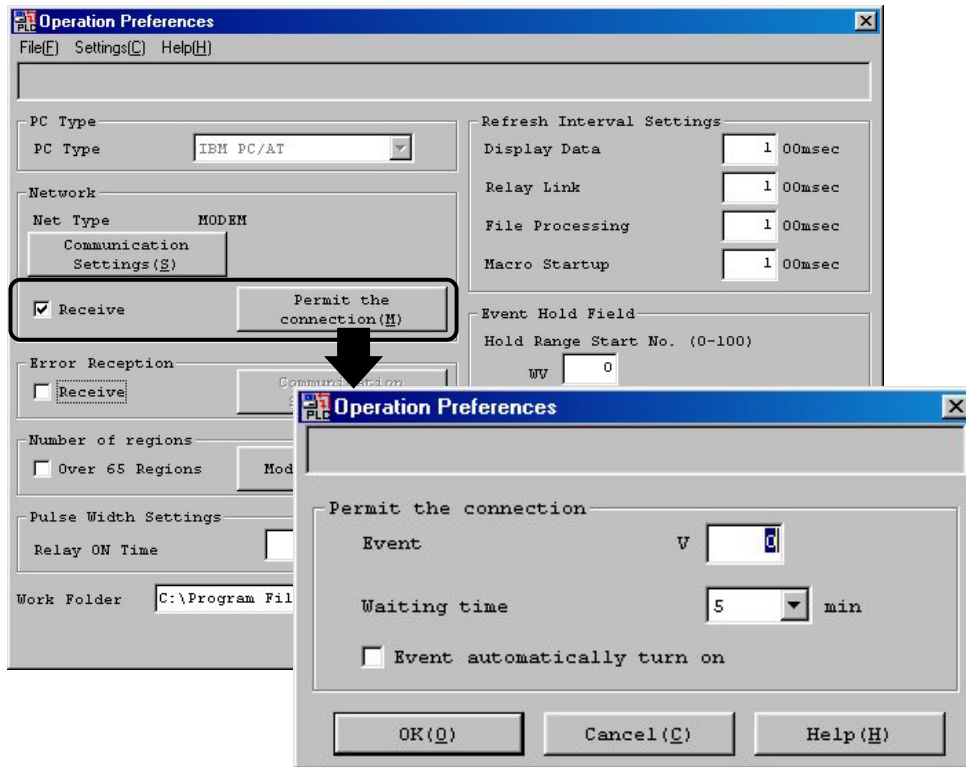 PLC
Operation Preferences
File(F) Settings(C) Help(H)
PC Type
PC Type IBM PC/AT
Network
Net Type MODEM
Communication
Settings(S)
Receive
Permit the
connection(M)
Error Reception
Receive
Communication
Number of regions
Over 65 Regions
Mod
Pulse Width Settings
Relay ON Time
Work Folder C:\Program Fil
Refresh Interval Settings
Display Data 1 00msec
Relay Link 1 00msec
File Processing 1 00msec
Macro Startup 1 00msec
Event Hold Field
Hold Range Start No. (0-100)
WV 0
PLC
Operation Preferences
Permit the connection
Event V 0
Waiting time 5 min
Event automatically turn on
OK(O) Cancel(C) Help(H)